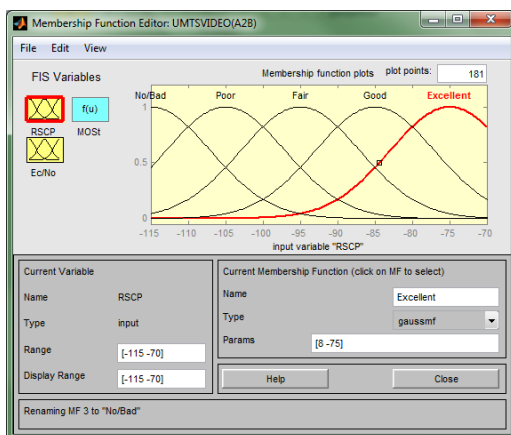 Membership Function Editor: UMTSVIDEO(A2B)
File Edit View
FIS Variables
Membership function plots plot points: 181
f(u)
RSCP MOSt
Ec/No
No/Bad Poor Fair Good Excellent
1
0.5
0
-115 -110 -105 -100 -95 -90 -85 -80 -75 -70
input variable "RSCP"
Current Variable
Name RSCP
Type input
Range [-115 -70]
Display Range [-115 -70]
Current Membership Function (click on MF to select)
Name Excellent
Type gaussmf
Params [8 -75]
Help Close
Renaming MF 3 to "No/Bad"